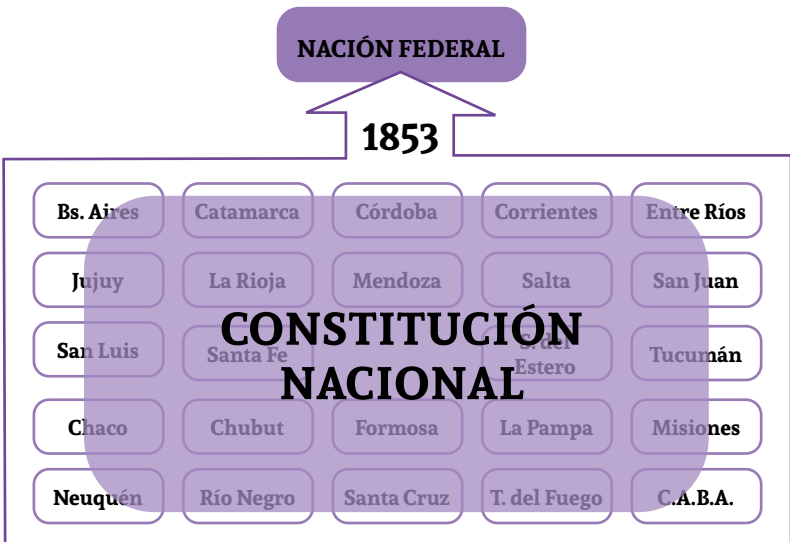 NACIÓN FEDERAL
1853
Bs. Aires Catamarca Córdoba Corrientes Entre Ríos
Jujuy La Rioja Mendoza Salta San Juan
CONSTITUCIÓN
NACIONAL
San Luis Santa Fe S. del Estero Tucumán
Chaco Chubut Formosa La Pampa Misiones
Neuquén Río Negro Santa Cruz T. del Fuego C.A.B.A.